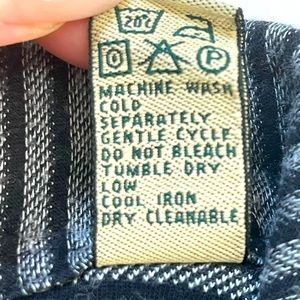 20°
P
MACHINE WASH
COLD
SEPARATELY
GENTLE CYCLE
DO NOT BLEACH
TUMBLE DRY
LOW
COOL IRON
DRY CLEANABLE